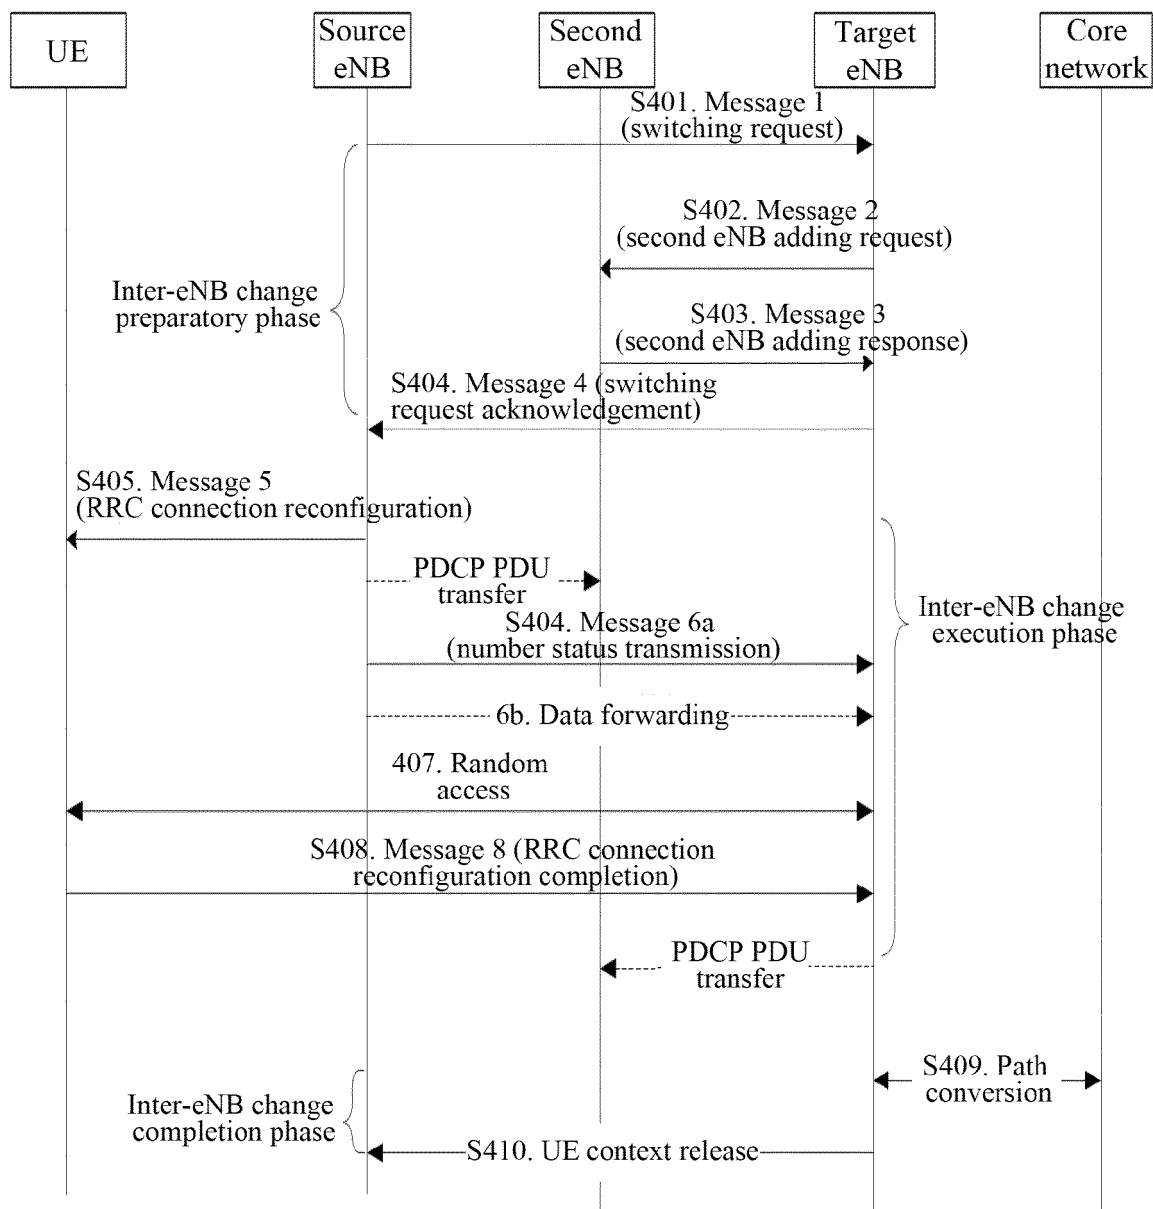 UE
Source
eNB
Second
eNB
Target
eNB
Core
network
S401. Message 1
(switching request)
S402. Message 2
(second eNB adding request)
Inter-eNB change
preparatory phase
S403. Message 3
(second eNB adding response)
S404. Message 4 (switching
request acknowledgement)
S405. Message 5
(RRC connection reconfiguration)
PDCP PDU
transfer
Inter-eNB change
execution phase
S404. Message 6a
(number status transmission)
6b. Data forwarding
407. Random
access
S408. Message 8 (RRC connection
reconfiguration completion)
PDCP PDU
transfer
S409. Path
conversion
Inter-eNB change
completion phase
S410. UE context release